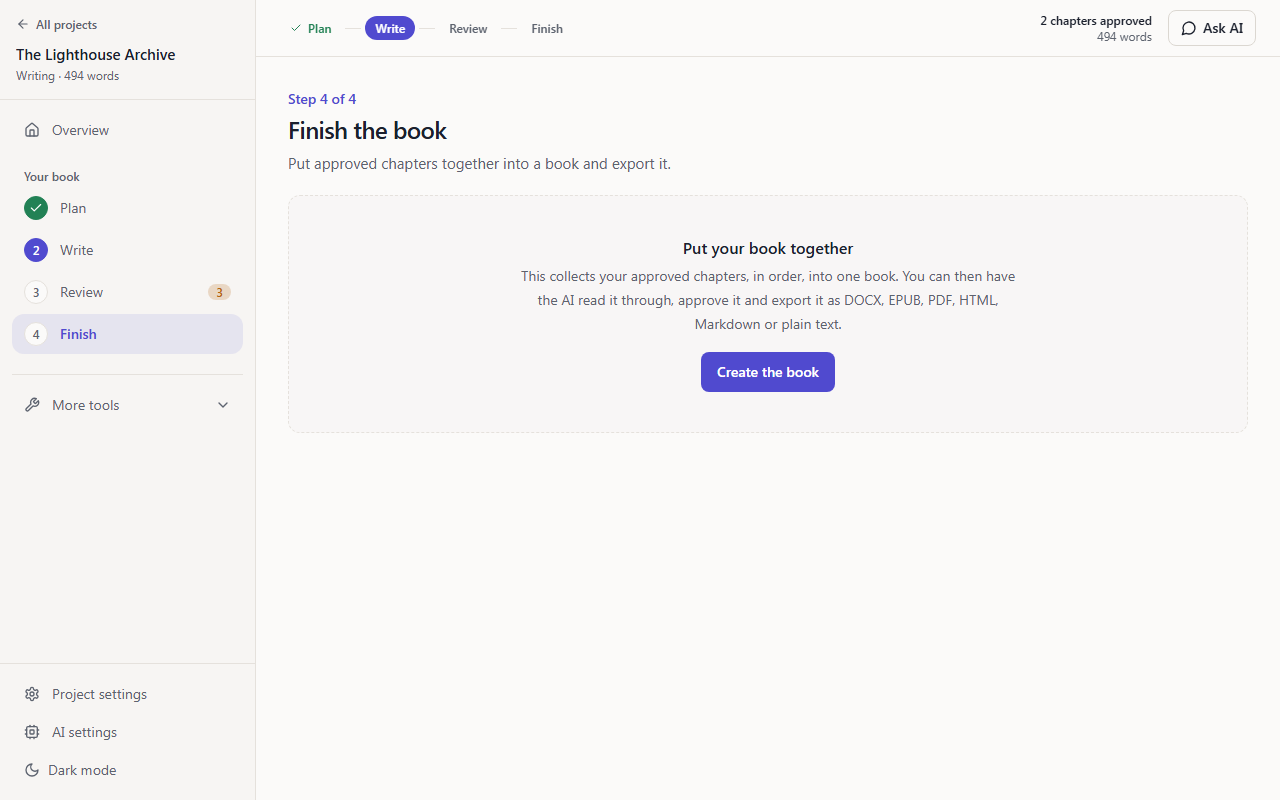 All projects
The Lighthouse Archive
Writing · 494 words
Overview
Your book
Plan
2 Write
3 Review 3
4 Finish
More tools
Project settings
AI settings
Dark mode
Plan Write Review Finish
2 chapters approved
494 words
Ask AI
Step 4 of 4
Finish the book
Put approved chapters together into a book and export it.
Put your book together
This collects your approved chapters, in order, into one book. You can then have
the AI read it through, approve it and export it as DOCX, EPUB, PDF, HTML,
Markdown or plain text.
Create the book